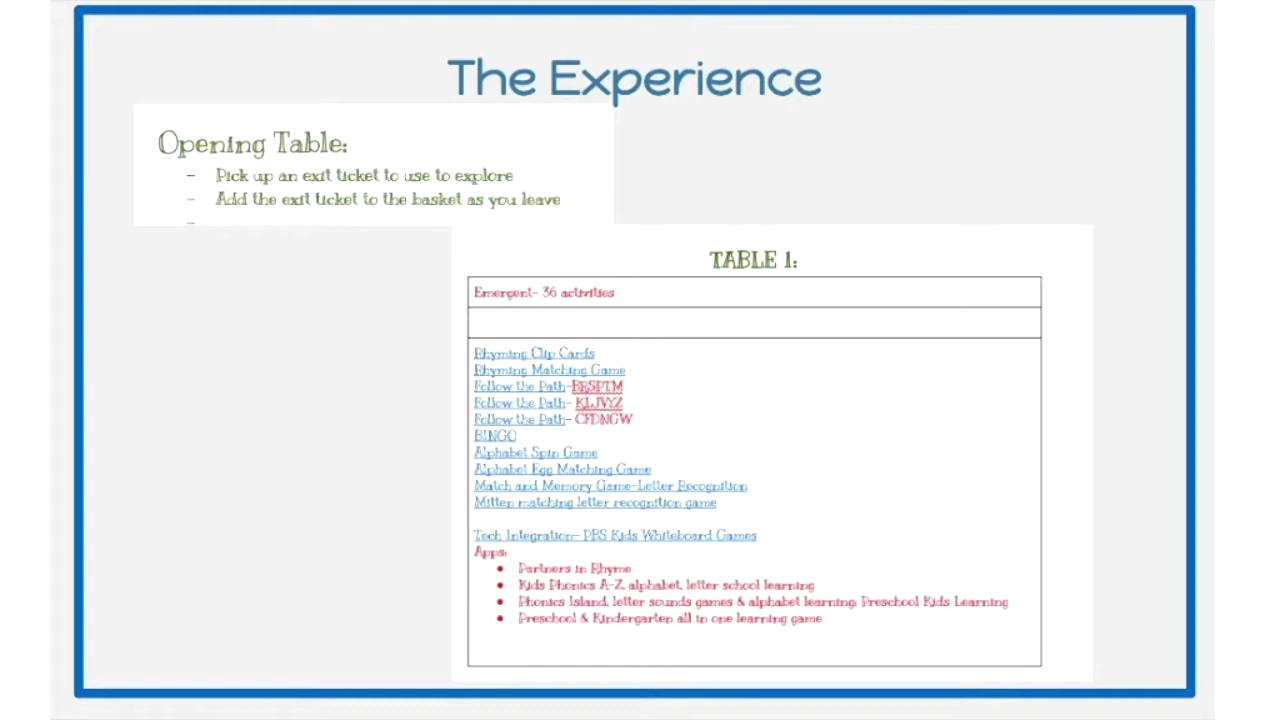 The Experience
Opening Table:
- Pick up an exit ticket to use to explore
- Add the exit ticket to the basket as you leave
-
TABLE 1:
Emergent- 36 activities
Rhyming Clip Cards
Rhyming Matching Game
Follow the Path-BRSPTM
Follow the Path- KLJVYZ
Follow the Path- CFDNGW
BINGO
Alphabet Spin Game
Alphabet Egg Matching Game
Match and Memory Game-Letter Recognition
Mitten matching letter recognition game
Tech Integration- PBS Kids Whiteboard Games
Apps:
• Partners in Rhyme
• Kids Phonics A-Z, alphabet, letter school learning
• Phonics Island, letter sounds games & alphabet learning, Preschool Kids Learning
• Preschool & Kindergarten all in one learning game